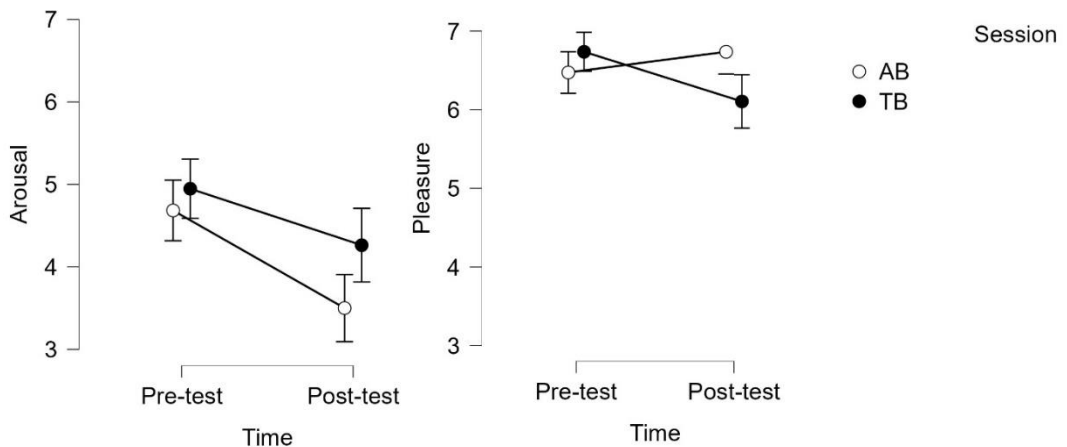 7
6
5
4
3
Arousal
Pre-test
Post-test
Time
7
6
5
4
3
Pleasure
Pre-test
Post-test
Time
Session
AB
TB